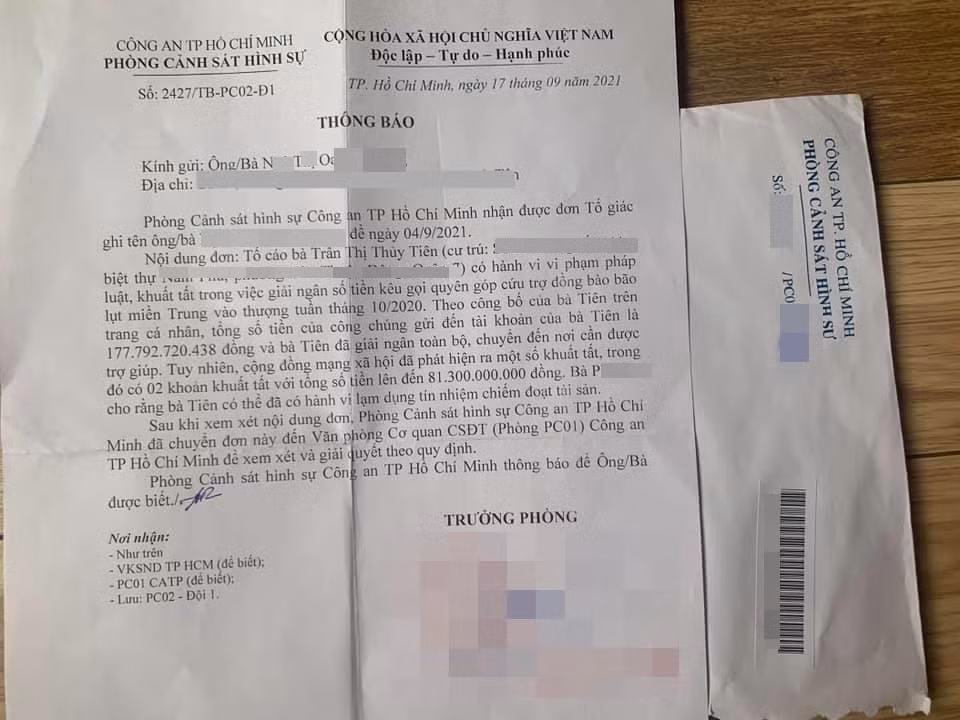 CÔNG AN TP HỒ CHÍ MINH
PHÒNG CẢNH SÁT HÌNH SỰ
Số: 2427/TB-PC02-Đ1
CỘNG HÒA XÃ HỘI CHỦ NGHĨA VIỆT NAM
Độc lập – Tự do – Hạnh phúc
TP. Hồ Chí Minh, ngày 17 tháng 09 năm 2021
THÔNG BÁO
Kính gửi: Ông/Bà
Địa chỉ:
Phòng Cảnh sát hình sự Công an TP Hồ Chí Minh nhận được đơn Tố giác
ghi tên ông/bà đề ngày 04/9/2021.
Nội dung đơn: Tố cáo bà Trần Thị Thủy Tiên (cư trú:
biệt thự 7) có hành vi vi phạm pháp
luật, khuất tất trong việc giải ngân số tiền kêu gọi quyên góp cứu trợ đồng bào bão
lụt miền Trung vào thượng tuần tháng 10/2020. Theo công bố của bà Tiên trên
trang cá nhân, tổng số tiền của công chúng gửi đến tài khoản của bà Tiên là
177.792.720.438 đồng và bà Tiên đã giải ngân toàn bộ, chuyển đến nơi cần được
trợ giúp. Tuy nhiên, cộng đồng mạng xã hội đã phát hiện ra một số khuất tất, trong
đó có 02 khoản khuất tất với tổng số tiền lên đến 81.300.000.000 đồng. Bà P
cho rằng bà Tiên có thể đã có hành vi lạm dụng tín nhiệm chiếm đoạt tài sản.
Sau khi xem xét nội dung đơn, Phòng Cảnh sát hình sự Công an TP Hồ Chí
Minh đã chuyển đơn này đến Văn phòng Cơ quan CSĐT (Phòng PC01) Công an
TP Hồ Chí Minh để xem xét và giải quyết theo quy định.
Phòng Cảnh sát hình sự Công an TP Hồ Chí Minh thông báo để Ông/Bà
được biết./
TRƯỞNG PHÒNG
Nơi nhận:
- Như trên
- VKSND TP HCM (để biết);
- PC01 CATP (để biết);
- Lưu: PC02 - Đội 1.
CÔNG AN TP. HỒ CHÍ MINH
PHÒNG CẢNH SÁT HÌNH SỰ
Số: /PC0